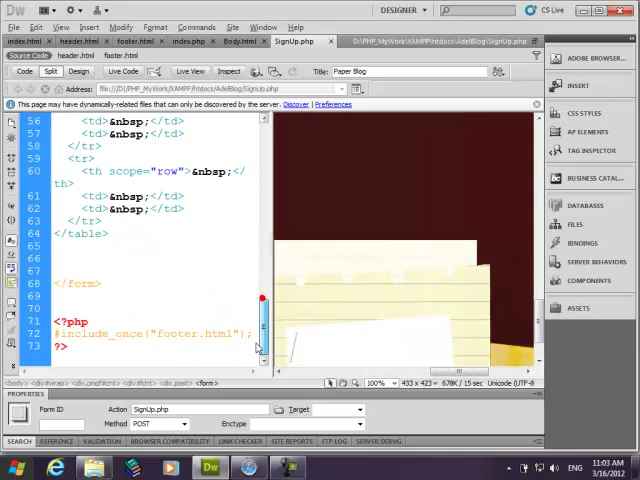 Dw
DESIGNER
CS Live
File Edit View Insert Modify Format Commands Site Window Help
index.html × header.html × footer.html × index.php × Body.html × SignUp.php ×
D:\PHP_MyWork\XAMPP\htdocs\AdelBlog\SignUp.php
Source Code header.html footer.html
Code Split Design Live Code Live View Inspect Title: Paper Blog
Address: file:///D|/PHP_MyWork/XAMPP/htdocs/AdelBlog/SignUp.php
This page may have dynamically-related files that can only be discovered by the server. Discover | Preferences
56 <td>&nbsp;</td>
57 <td>&nbsp;</td>
58 </tr>
59 <tr>
60 <th scope="row">&nbsp;</
th>
61 <td>&nbsp;</td>
62 <td>&nbsp;</td>
63 </tr>
64 </table>
65
66
67
68 </form>
69
70
71 <?php
72 #include_once("footer.html");
73 ?>
ADOBE BROWSER...
INSERT
CSS STYLES
AP ELEMENTS
TAG INSPECTOR
BUSINESS CATAL...
DATABASES
FILES
BINDINGS
SERVER BEHAVIORS
COMPONENTS
ASSETS
<body> <div#wrap> <div.pngf#lcnt> <div#cnt> <div.post> <form>
100% 433 x 423 678K / 15 sec Unicode (UTF-8
PROPERTIES
Form ID Action SignUp.php Target
Method POST Enctype
SEARCH REFERENCE VALIDATION BROWSER COMPATIBILITY LINK CHECKER SITE REPORTS FTP LOG SERVER DEBUG
Dw
ENG
11:03 AM
3/16/2012